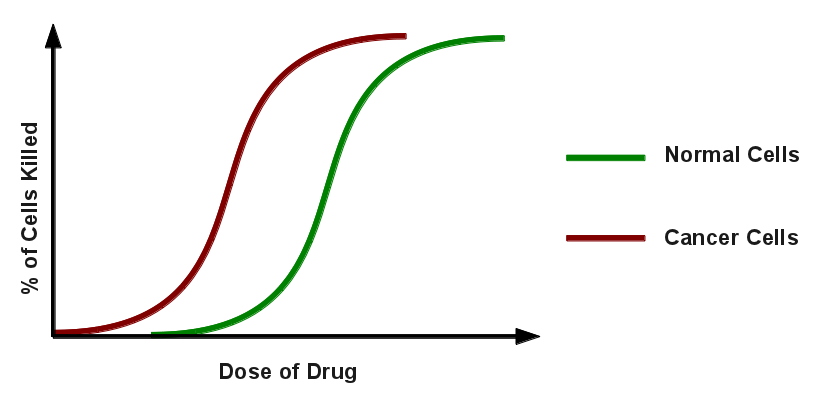 % of Cells Killed
Normal Cells
Cancer Cells
Dose of Drug